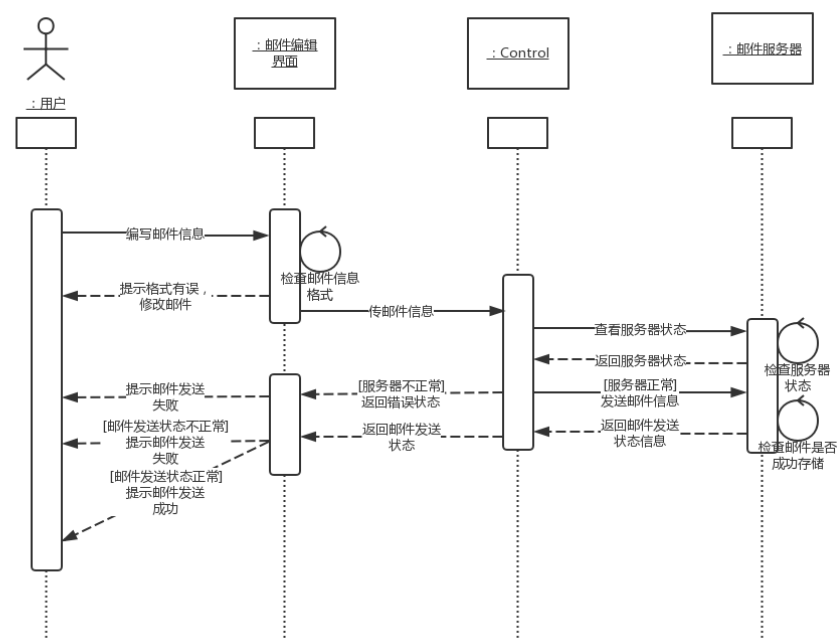 ：用户
：邮件编辑
界面
：Control
：邮件服务器
编写邮件信息
检查邮件信息
格式
提示格式有误，
修改邮件
传邮件信息
查看服务器状态
检查服务器
状态
返回服务器状态
[服务器不正常]
返回错误状态
[服务器正常]
发送邮件信息
提示邮件发送
失败
返回邮件发送
状态信息
检查邮件是否
成功存储
返回邮件发送
状态
[邮件发送状态不正常]
提示邮件发送
失败
[邮件发送状态正常]
提示邮件发送
成功